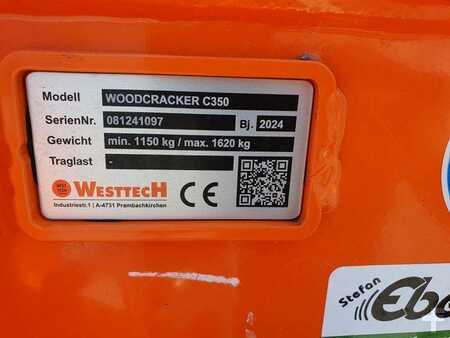 Modell WOODCRACKER C350
SerienNr. 081241097 Bj. 2024
Gewicht min. 1150 kg / max. 1620 kg
Traglast -
WESTTECH CE
Industriestr.1 | A-4731 Prambachkirchen
Stefan